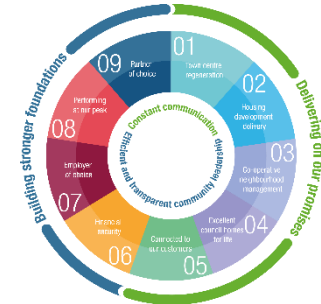 Building stronger foundations
Delivering on our promises
Constant communication
Efficient and transparent community leadership
01
Town centre
regeneration
02
Housing
development
delivery
03
Co-operative
neighbourhood
management
04
Excellent
council homes
for life
05
Connected to
our customers
06
Financial
security
07
Employer
of choice
08
Performing
at our peak
09
Partner
of choice